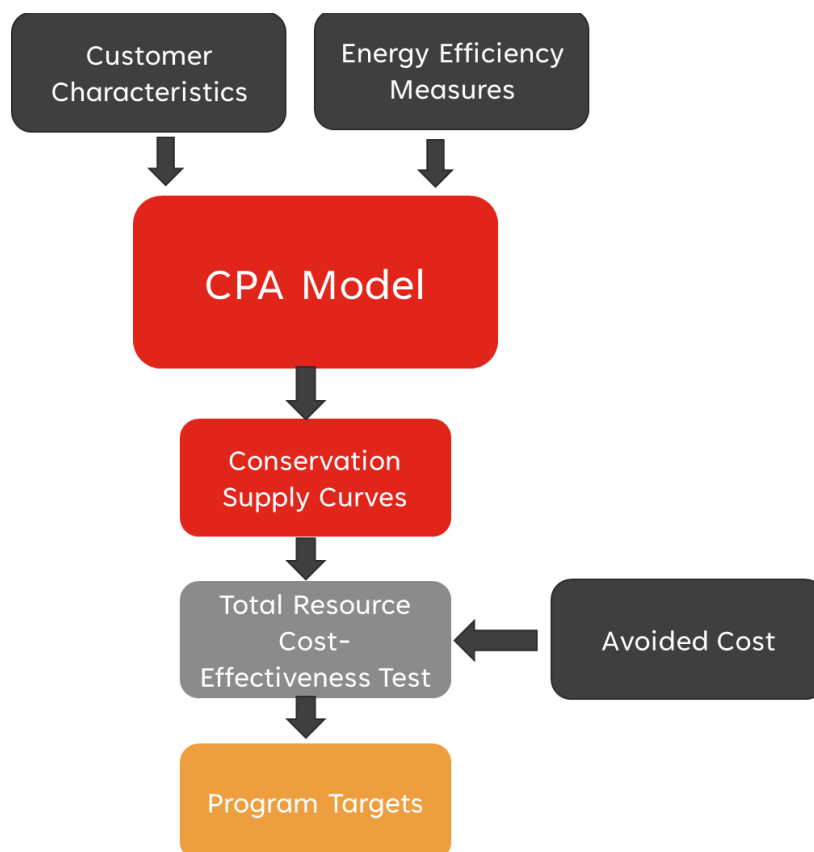 Customer
Characteristics
Energy Efficiency
Measures
CPA Model
Conservation
Supply Curves
Total Resource
Cost-
Effectiveness Test
Avoided Cost
Program Targets